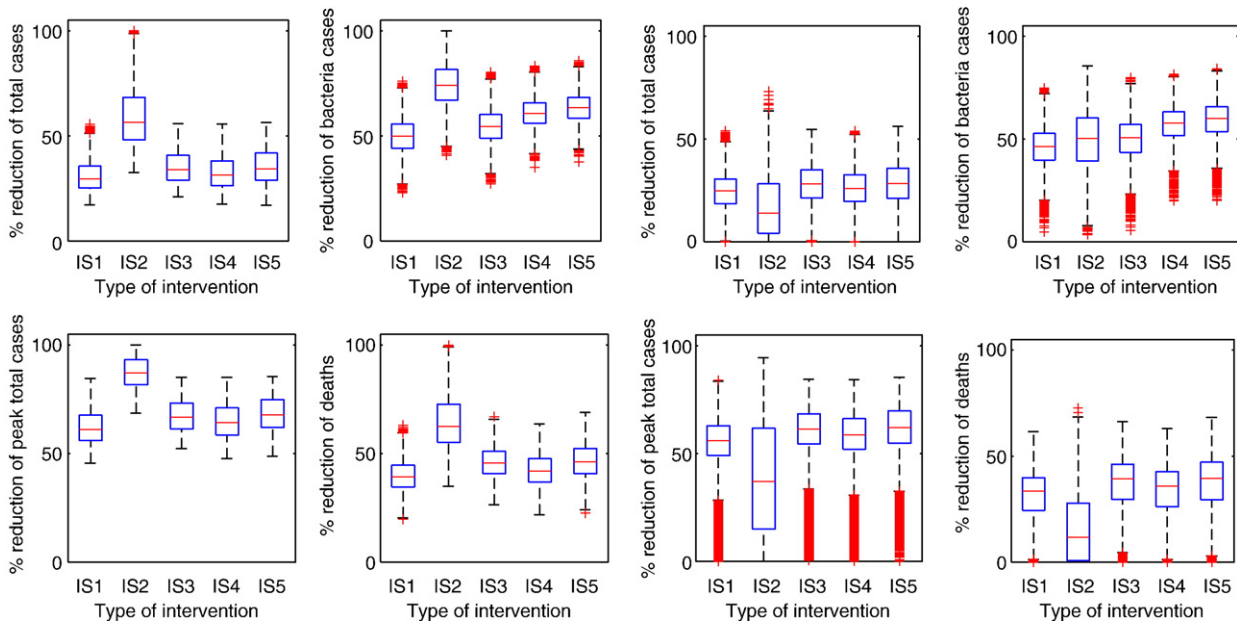 % reduction of total cases
100
50
0
IS1 IS2 IS3 IS4 IS5
Type of intervention
% reduction of bacteria cases
100
50
0
IS1 IS2 IS3 IS4 IS5
Type of intervention
% reduction of total cases
100
50
0
IS1 IS2 IS3 IS4 IS5
Type of intervention
% reduction of bacteria cases
100
50
0
IS1 IS2 IS3 IS4 IS5
Type of intervention
% reduction of peak total cases
100
50
0
IS1 IS2 IS3 IS4 IS5
Type of intervention
% reduction of deaths
100
50
0
IS1 IS2 IS3 IS4 IS5
Type of intervention
% reduction of peak total cases
100
50
0
IS1 IS2 IS3 IS4 IS5
Type of intervention
% reduction of deaths
100
50
0
IS1 IS2 IS3 IS4 IS5
Type of intervention